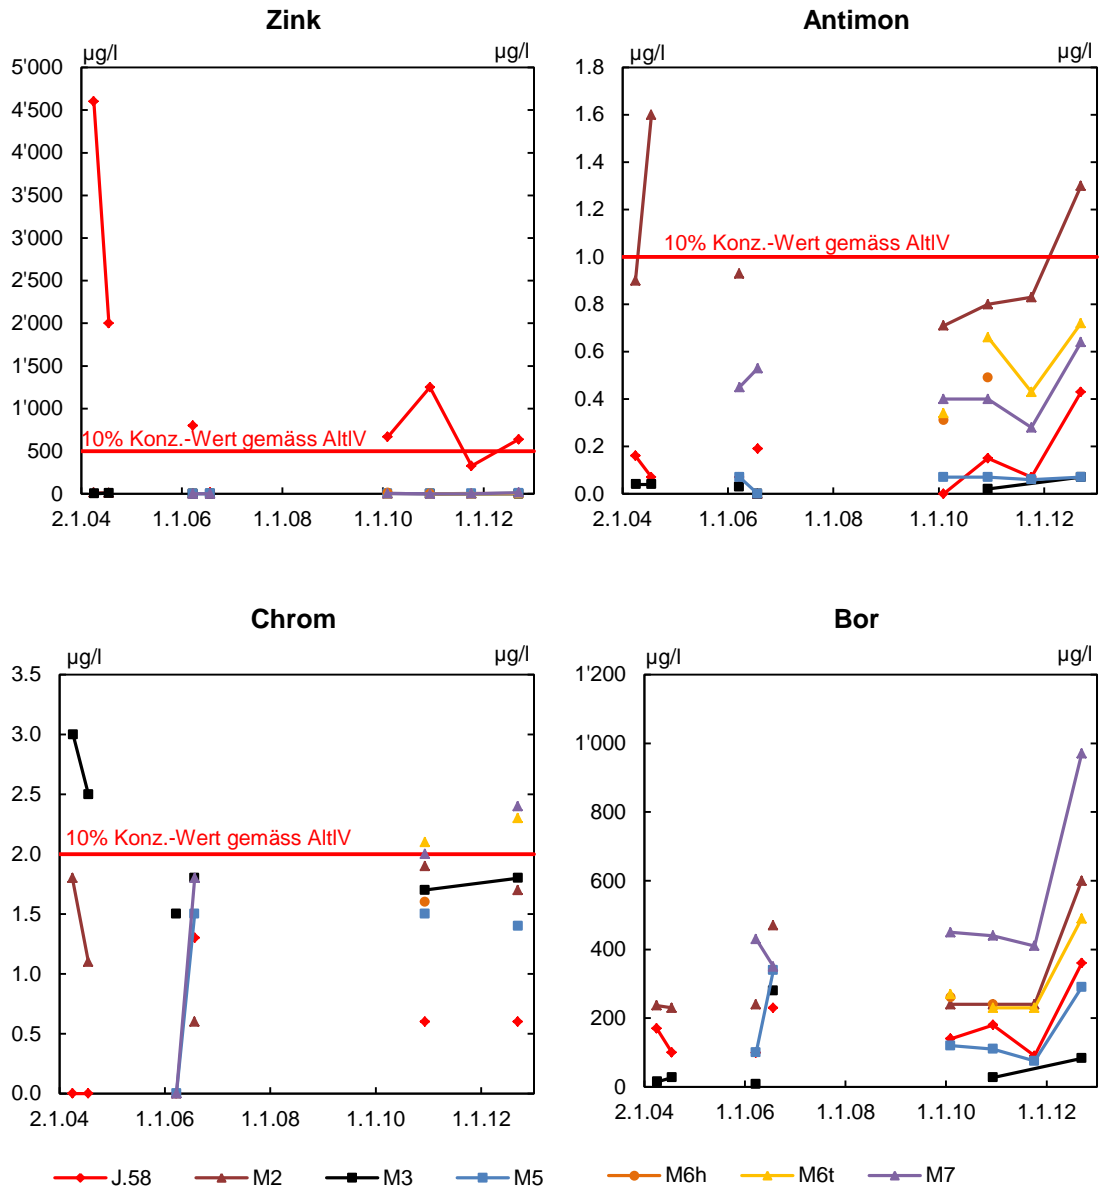 Zink
µg/l
µg/l
5'000
4'500
4'000
3'500
3'000
2'500
2'000
1'500
1'000
500
0
10% Konz.-Wert gemäss AltlV
2.1.04
1.1.06
1.1.08
1.1.10
1.1.12
Antimon
µg/l
µg/l
1.8
1.6
1.4
1.2
1.0
0.8
0.6
0.4
0.2
0.0
10% Konz.-Wert gemäss AltlV
2.1.04
1.1.06
1.1.08
1.1.10
1.1.12
Chrom
µg/l
µg/l
3.5
3.0
2.5
2.0
1.5
1.0
0.5
0.0
10% Konz.-Wert gemäss AltlV
2.1.04
1.1.06
1.1.08
1.1.10
1.1.12
Bor
µg/l
µg/l
1'200
1'000
800
600
400
200
0
2.1.04
1.1.06
1.1.08
1.1.10
1.1.12
J.58
M2
M3
M5
M6h
M6t
M7